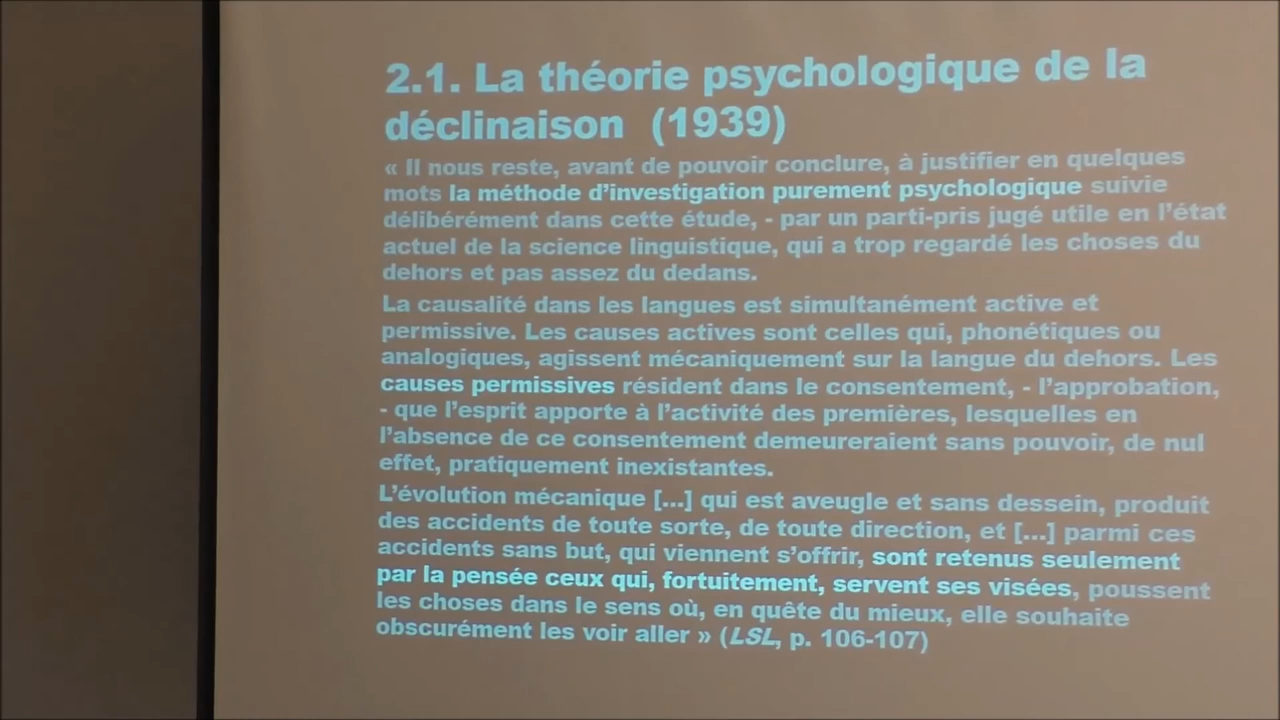 2.1. La théorie psychologique de la
déclinaison (1939)
« Il nous reste, avant de pouvoir conclure, à justifier en quelques
mots la méthode d’investigation purement psychologique suivie
délibérément dans cette étude, - par un parti-pris jugé utile en l’état
actuel de la science linguistique, qui a trop regardé les choses du
dehors et pas assez du dedans.
La causalité dans les langues est simultanément active et
permissive. Les causes actives sont celles qui, phonétiques ou
analogiques, agissent mécaniquement sur la langue du dehors. Les
causes permissives résident dans le consentement, - l’approbation,
- que l’esprit apporte à l’activité des premières, lesquelles en
l’absence de ce consentement demeureraient sans pouvoir, de nul
effet, pratiquement inexistantes.
L’évolution mécanique [...] qui est aveugle et sans dessein, produit
des accidents de toute sorte, de toute direction, et [...] parmi ces
accidents sans but, qui viennent s’offrir, sont retenus seulement
par la pensée ceux qui, fortuitement, servent ses visées, poussent
les choses dans le sens où, en quête du mieux, elle souhaite
obscurément les voir aller » (LSL, p. 106-107)